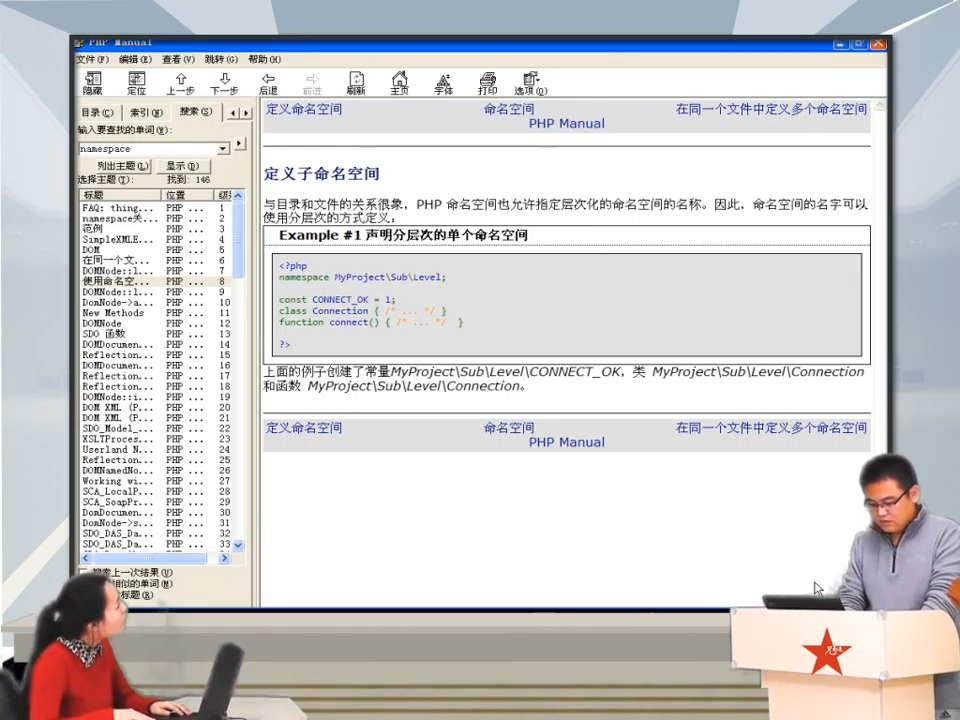 PHP Manual
文件(F) 编辑(E) 查看(V) 跳转(G) 帮助(H)
隐藏 定位 上一步 下一步 后退 前进 刷新 主页 字体 打印 选项(O)
目录(C) 索引(N) 搜索(S)
输入要查找的单词(W):
namespace
列出主题(L) 显示(D)
选择主题(T): 找到: 146
标题 位置
FAQ: thing... PHP ... 1
namespace关... PHP ... 2
范例 PHP ... 3
SimpleXMLE... PHP ... 4
DOM PHP ... 5
在同一个文... PHP ... 6
DOMNode::l... PHP ... 7
使用命名空... PHP ... 8
DOMNode::l... PHP ... 9
DomNode->a... PHP ... 10
New Methods PHP ... 11
DOMNode PHP ... 12
SDO 函数 PHP ... 13
DOMDocumen... PHP ... 14
Reflection... PHP ... 15
DOMDocumen... PHP ... 16
Reflection... PHP ... 17
Reflection... PHP ... 18
DOMNode::i... PHP ... 19
DOM XML (P... PHP ... 20
DOM XML (P... PHP ... 21
SDO_Model_... PHP ... 22
XSLTProces... PHP ... 23
Userland N... PHP ... 24
Reflection... PHP ... 25
DOMNamedNo... PHP ... 26
Working wi... PHP ... 27
SCA_LocalP... PHP ... 28
SCA_SoapPr... PHP ... 29
DomDocumen... PHP ... 30
DomNode->s... PHP ... 31
SDO_DAS_Da... PHP ... 32
SDO_DAS_Da... PHP ... 33
搜索上一次结果(U)
相似的单词(M)
标题(R)
定义命名空间 命名空间 在同一个文件中定义多个命名空间
PHP Manual
定义子命名空间
与目录和文件的关系很象，PHP 命名空间也允许指定层次化的命名空间的名称。因此，命名空间的名字可以
使用分层次的方式定义：
Example #1 声明分层次的单个命名空间
<?php
namespace MyProject\Sub\Level;
const CONNECT_OK = 1;
class Connection { /* ... */ }
function connect() { /* ... */  }
?>
上面的例子创建了常量MyProject\Sub\Level\CONNECT_OK，类 MyProject\Sub\Level\Connection
和函数 MyProject\Sub\Level\Connection。
定义命名空间 命名空间 在同一个文件中定义多个命名空间
PHP Manual